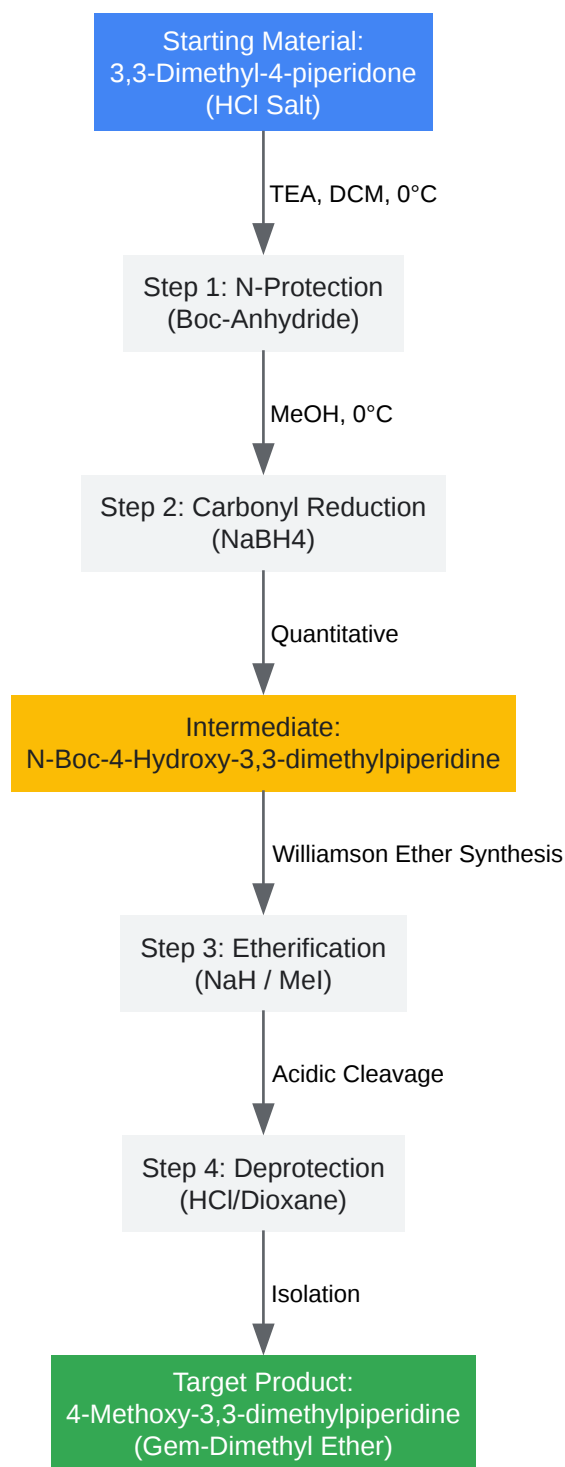 Starting Material:
3,3-Dimethyl-4-piperidone
(HCl Salt)
TEA, DCM, 0°C
Step 1: N-Protection
(Boc-Anhydride)
MeOH, 0°C
Step 2: Carbonyl Reduction
(NaBH4)
Quantitative
Intermediate:
N-Boc-4-Hydroxy-3,3-dimethylpiperidine
Williamson Ether Synthesis
Step 3: Etherification
(NaH / MeI)
Acidic Cleavage
Step 4: Deprotection
(HCl/Dioxane)
Isolation
Target Product:
4-Methoxy-3,3-dimethylpiperidine
(Gem-Dimethyl Ether)